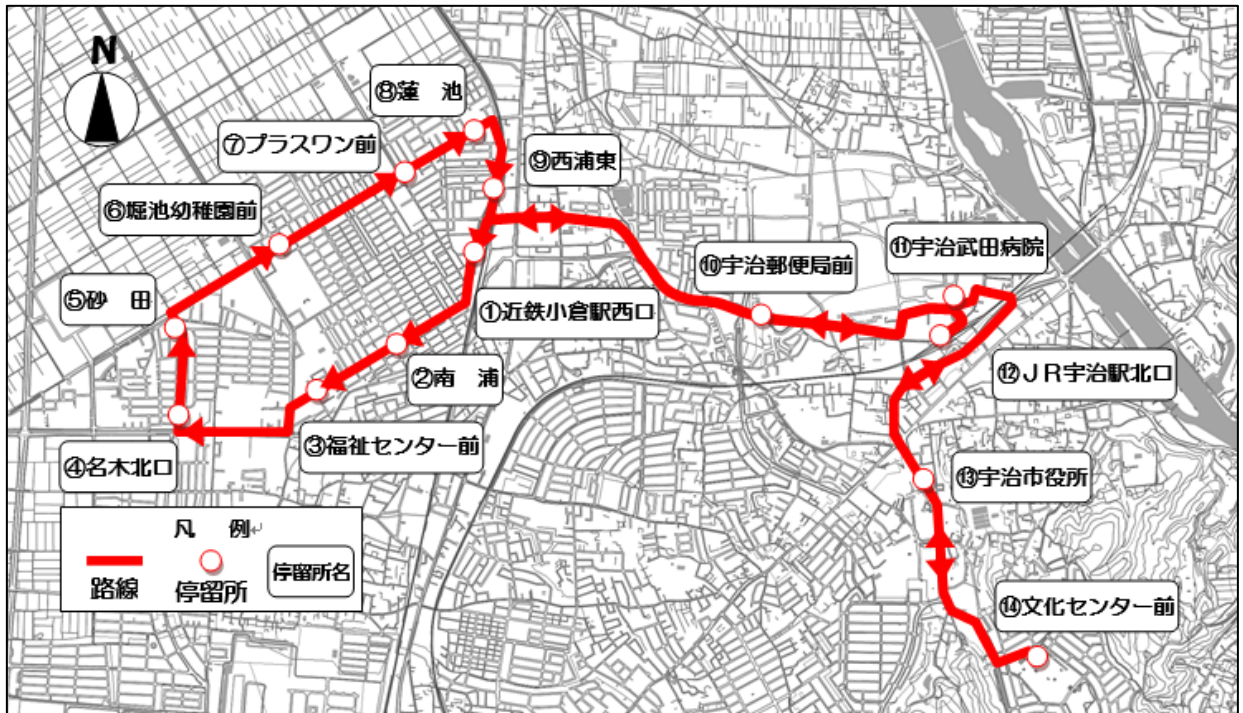 N
⑧蓮　池
⑦プラスワン前
⑨西浦東
⑥堀池幼稚園前
⑪宇治武田病院
⑩宇治郵便局前
⑤砂　田
①近鉄小倉駅西口
②南　浦
⑫ＪＲ宇治駅北口
③福祉センター前
④名木北口
⑬宇治市役所
凡　例
路線
停留所
停留所名
⑭文化センター前